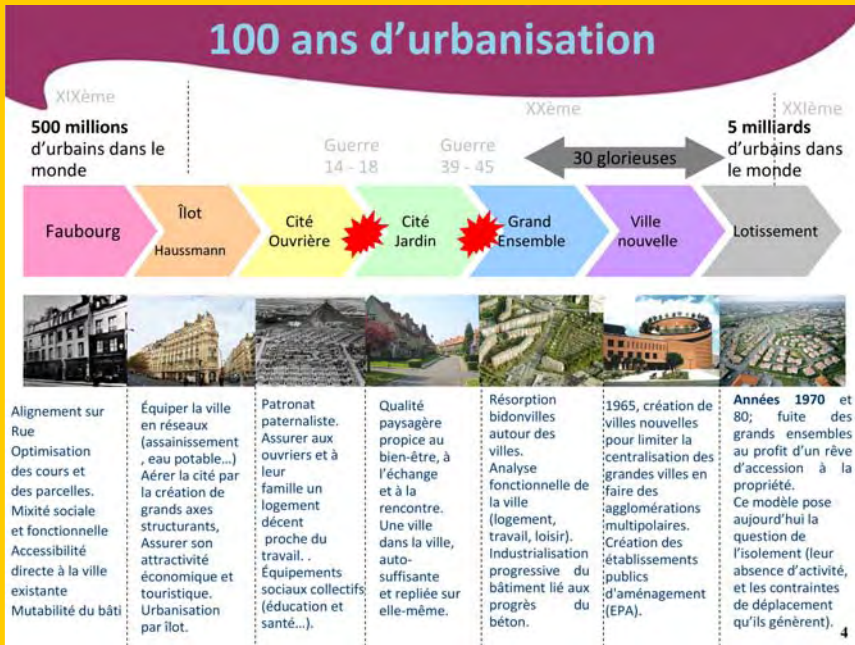 100 ans d'urbanisation
XIXème
XXème
XXIème
500 millions
d'urbains dans le
monde
Guerre
14 - 18
Guerre
39 - 45
30 glorieuses
5 milliards
d'urbains dans
le monde
Faubourg
Îlot
Haussmann
Cité
Ouvrière
Cité
Jardin
Grand
Ensemble
Ville
nouvelle
Lotissement
Alignement sur
Rue
Optimisation
des cours et
des parcelles.
Mixité sociale
et fonctionnelle
Accessibilité
directe à la ville
existante
Mutabilité du bâti
Équiper la ville
en réseaux
(assainissement
, eau potable...)
Aérer la cité par
la création de
grands axes
structurants,
Assurer son
attractivité
économique et
touristique.
Urbanisation
par îlot.
Patronat
paternaliste.
Assurer aux
ouvriers et à
leur
famille un
logement
décent
proche du
travail. .
Équipements
sociaux collectifs
(éducation et
santé...).
Qualité
paysagère
propice au
bien-être, à
l'échange
et à la
rencontre.
Une ville
dans la ville,
auto-
suffisante
et repliée sur
elle-même.
Résorption
bidonvilles
autour des
villes.
Analyse
fonctionnelle de
la ville
(logement,
travail, loisir).
Industrialisation
progressive du
bâtiment lié aux
progrès du
béton.
1965, création de
villes nouvelles
pour limiter la
centralisation des
grandes villes en
faire des
agglomérations
multipolaires.
Création des
établissements
publics
d'aménagement
(EPA).
Années 1970 et
80; fuite des
grands ensembles
au profit d'un rêve
d'accession à la
propriété.
Ce modèle pose
aujourd'hui la
question de
l'isolement (leur
absence d'activité,
et les contraintes
de déplacement
qu'ils génèrent).
4